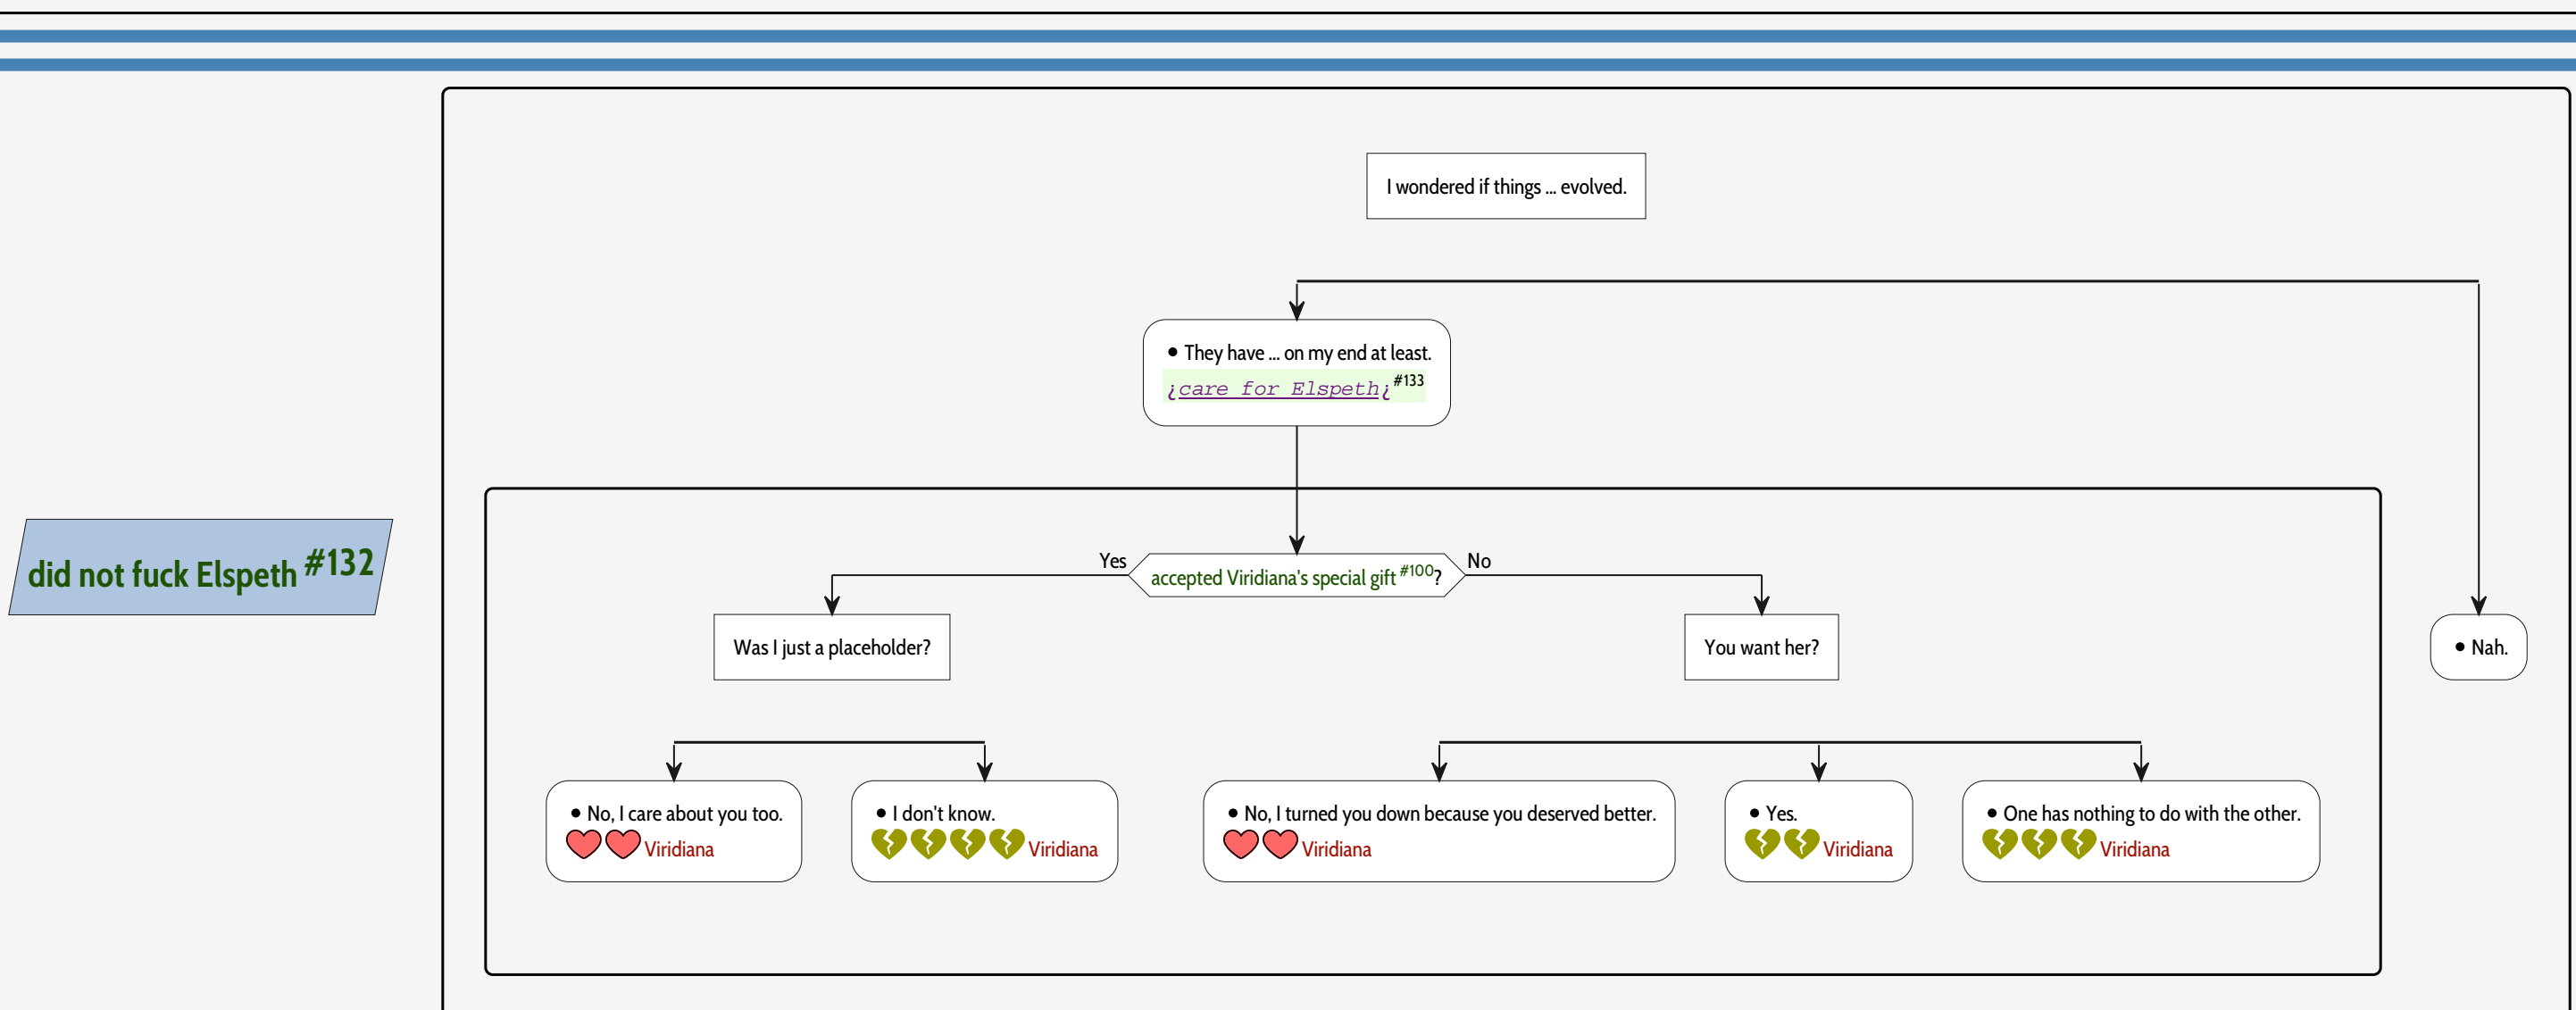 I wondered if things ... evolved.
• They have ... on my end at least.
¿care for Elspeth¿ #133
did not fuck Elspeth #132
Yes
accepted Viridiana's special gift #100?
No
Was I just a placeholder?
You want her?
• Nah.
• No, I care about you too.
Viridiana
• I don't know.
Viridiana
• No, I turned you down because you deserved better.
Viridiana
• Yes.
Viridiana
• One has nothing to do with the other.
Viridiana